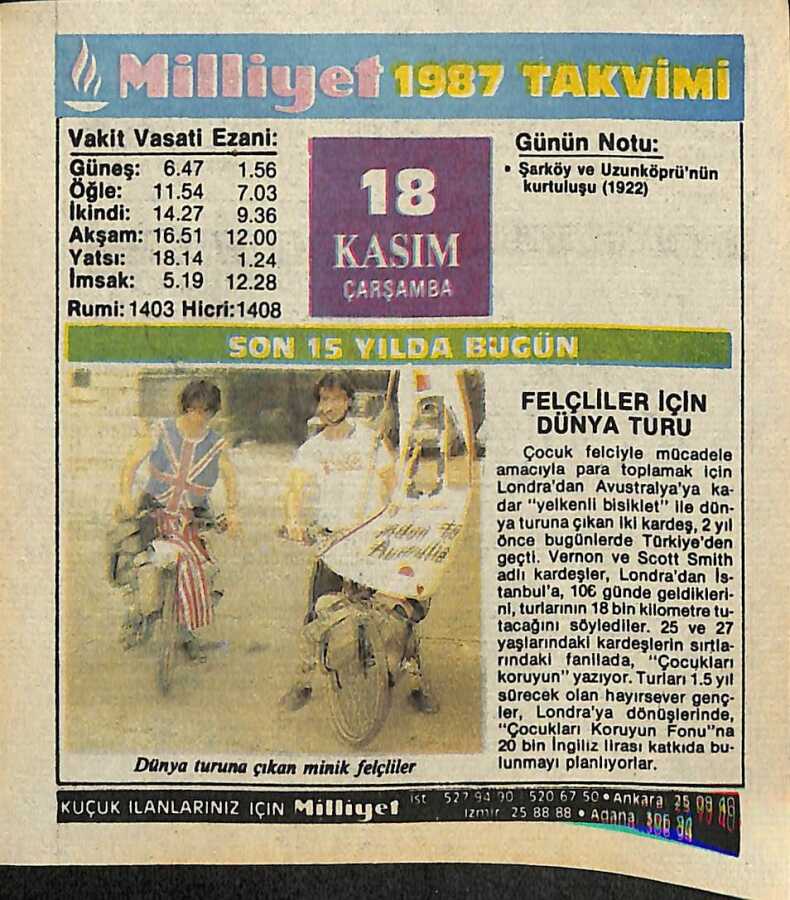 Milliyet 1987 TAKVİMİ
Vakit Vasati Ezani:
Güneş: 6.47 1.56
Öğle: 11.54 7.03
İkindi: 14.27 9.36
Akşam: 16.51 12.00
Yatsı: 18.14 1.24
İmsak: 5.19 12.28
Rumi: 1403 Hicri:1408
18
KASIM
ÇARŞAMBA
Günün Notu:
• Şarköy ve Uzunköprü'nün
kurtuluşu (1922)
SON 15 YILDA BUGÜN
FELÇLİLER İÇİN
DÜNYA TURU
Çocuk felciyle mücadele
amacıyla para toplamak için
Londra'dan Avustralya'ya ka-
dar "yelkenli bisiklet" ile dün-
ya turuna çıkan iki kardeş, 2 yıl
önce bugünlerde Türkiye'den
geçti. Vernon ve Scott Smith
adlı kardeşler, Londra'dan İs-
tanbul'a, 106 günde geldikleri-
ni, turlarının 18 bin kilometre tu-
tacağını söylediler. 25 ve 27
yaşlarındaki kardeşlerin sırtla-
rındaki fanilada, "Çocukları
koruyun" yazıyor. Turları 1.5 yıl
sürecek olan hayırsever genç-
ler, Londra'ya dönüşlerinde,
"Çocukları Koruyun Fonu"na
20 bin İngiliz lirası katkıda bu-
lunmayı planlıyorlar.
Dünya turuna çıkan minik felçliler
KUÇUK ILANLARINIZ IÇIN Milliyet
ist 527 94 90 520 67 50 • Ankara
izmir 25 88 88 • Adana